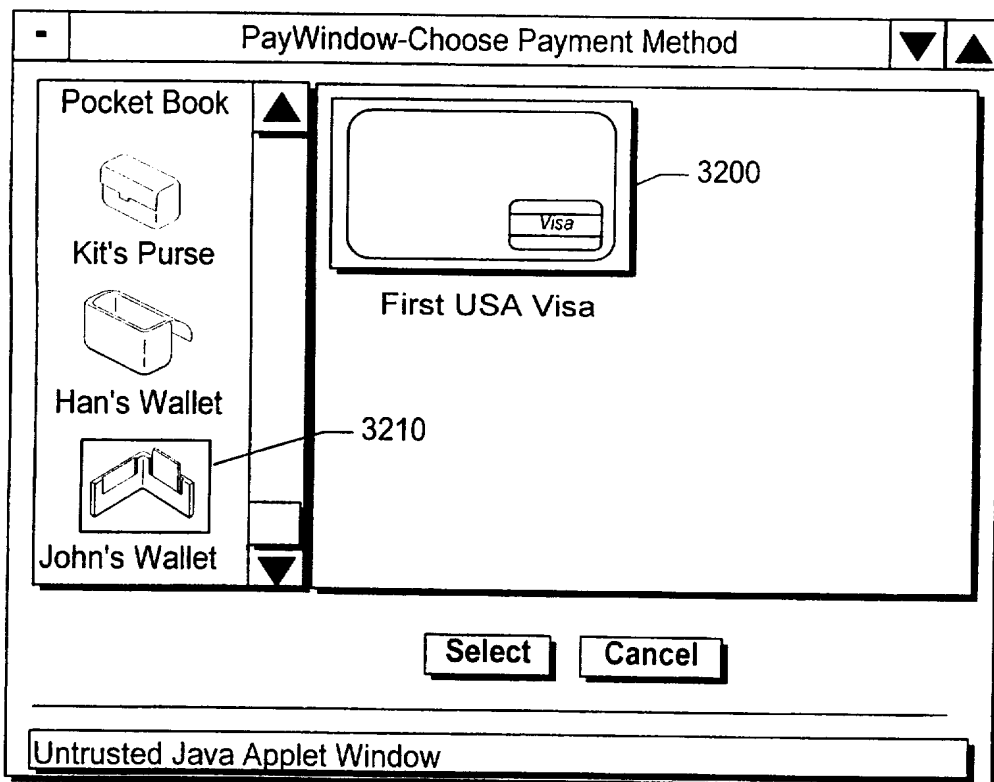 PayWindow-Choose Payment Method
Pocket Book
Kit's Purse
Han's Wallet
3210
John's Wallet
Visa
3200
First USA Visa
Select
Cancel
Untrusted Java Applet Window